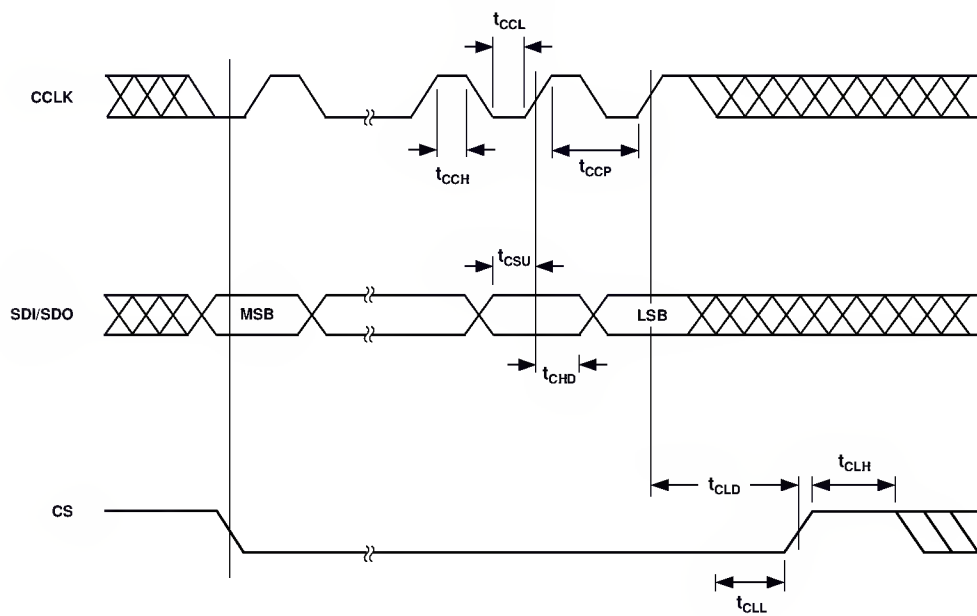 tCCL
CCLK
tCCH
tCCP
tCSU
SDI/SDO
MSB
LSB
tCHD
tCLH
tCLD
CS
tCLL